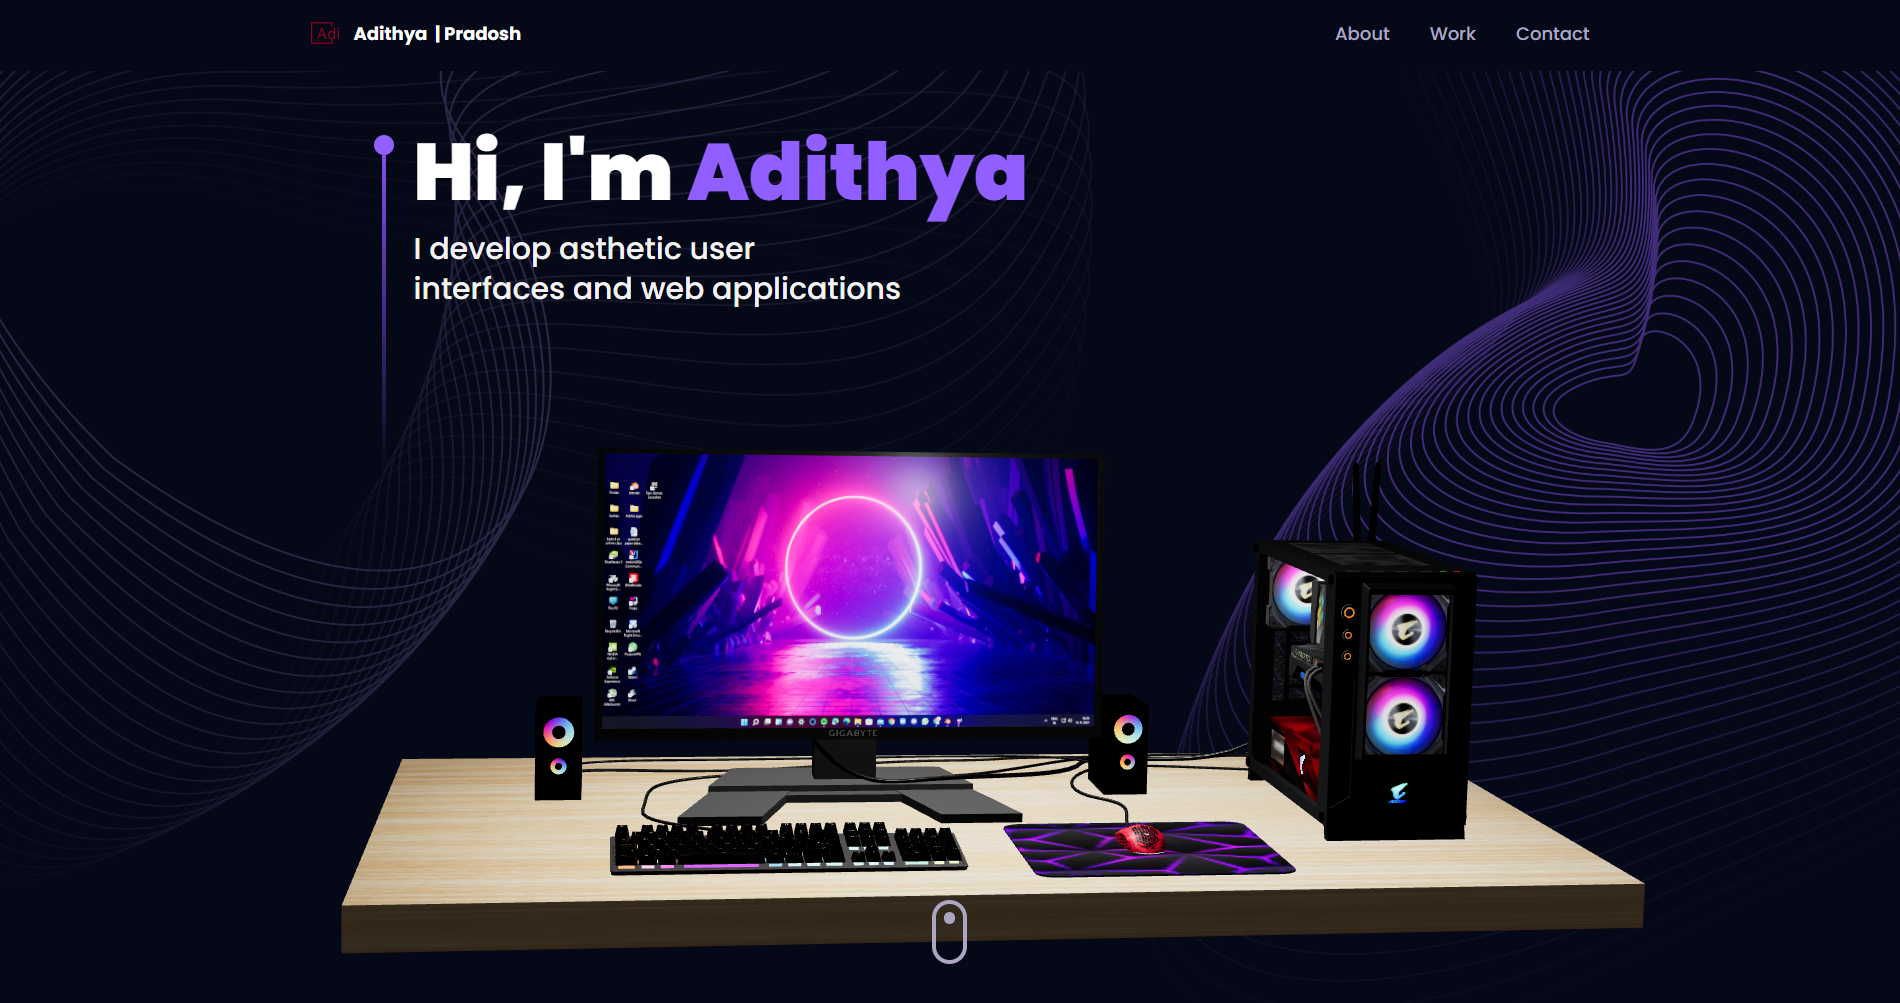 Adi Adithya | Pradosh
About Work Contact
Hi, I'm Adithya
I develop asthetic user
interfaces and web applications
GIGABYTE